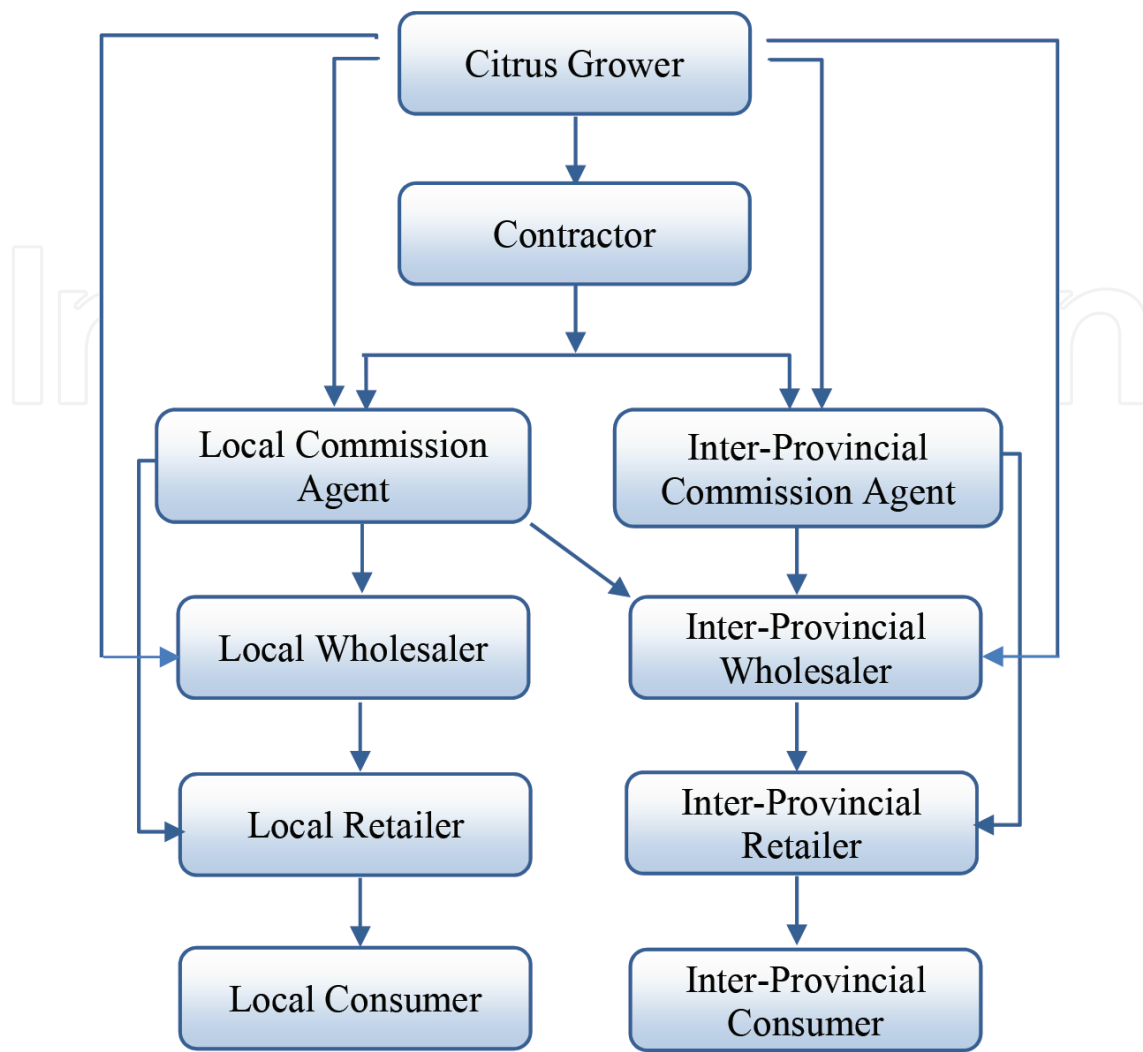 Citrus Grower
Contractor
Local Commission
Agent
Inter-Provincial
Commission Agent
Local Wholesaler
Inter-Provincial
Wholesaler
Local Retailer
Inter-Provincial
Retailer
Local Consumer
Inter-Provincial
Consumer